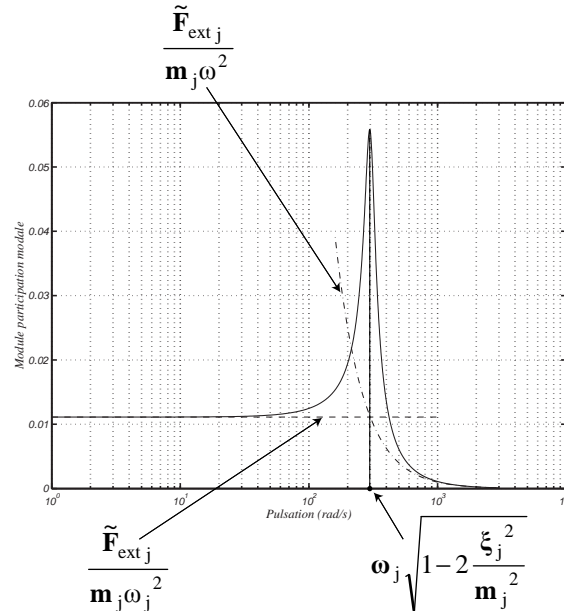 F̃ext j
mjω²
0.06
0.05
0.04
0.03
0.02
0.01
0
Module participation modale
10⁰ 10¹ 10² 10³ 10
Pulsation (rad/s)
F̃ext j
mjωj²
ωj√1−2 ξj²
mj²